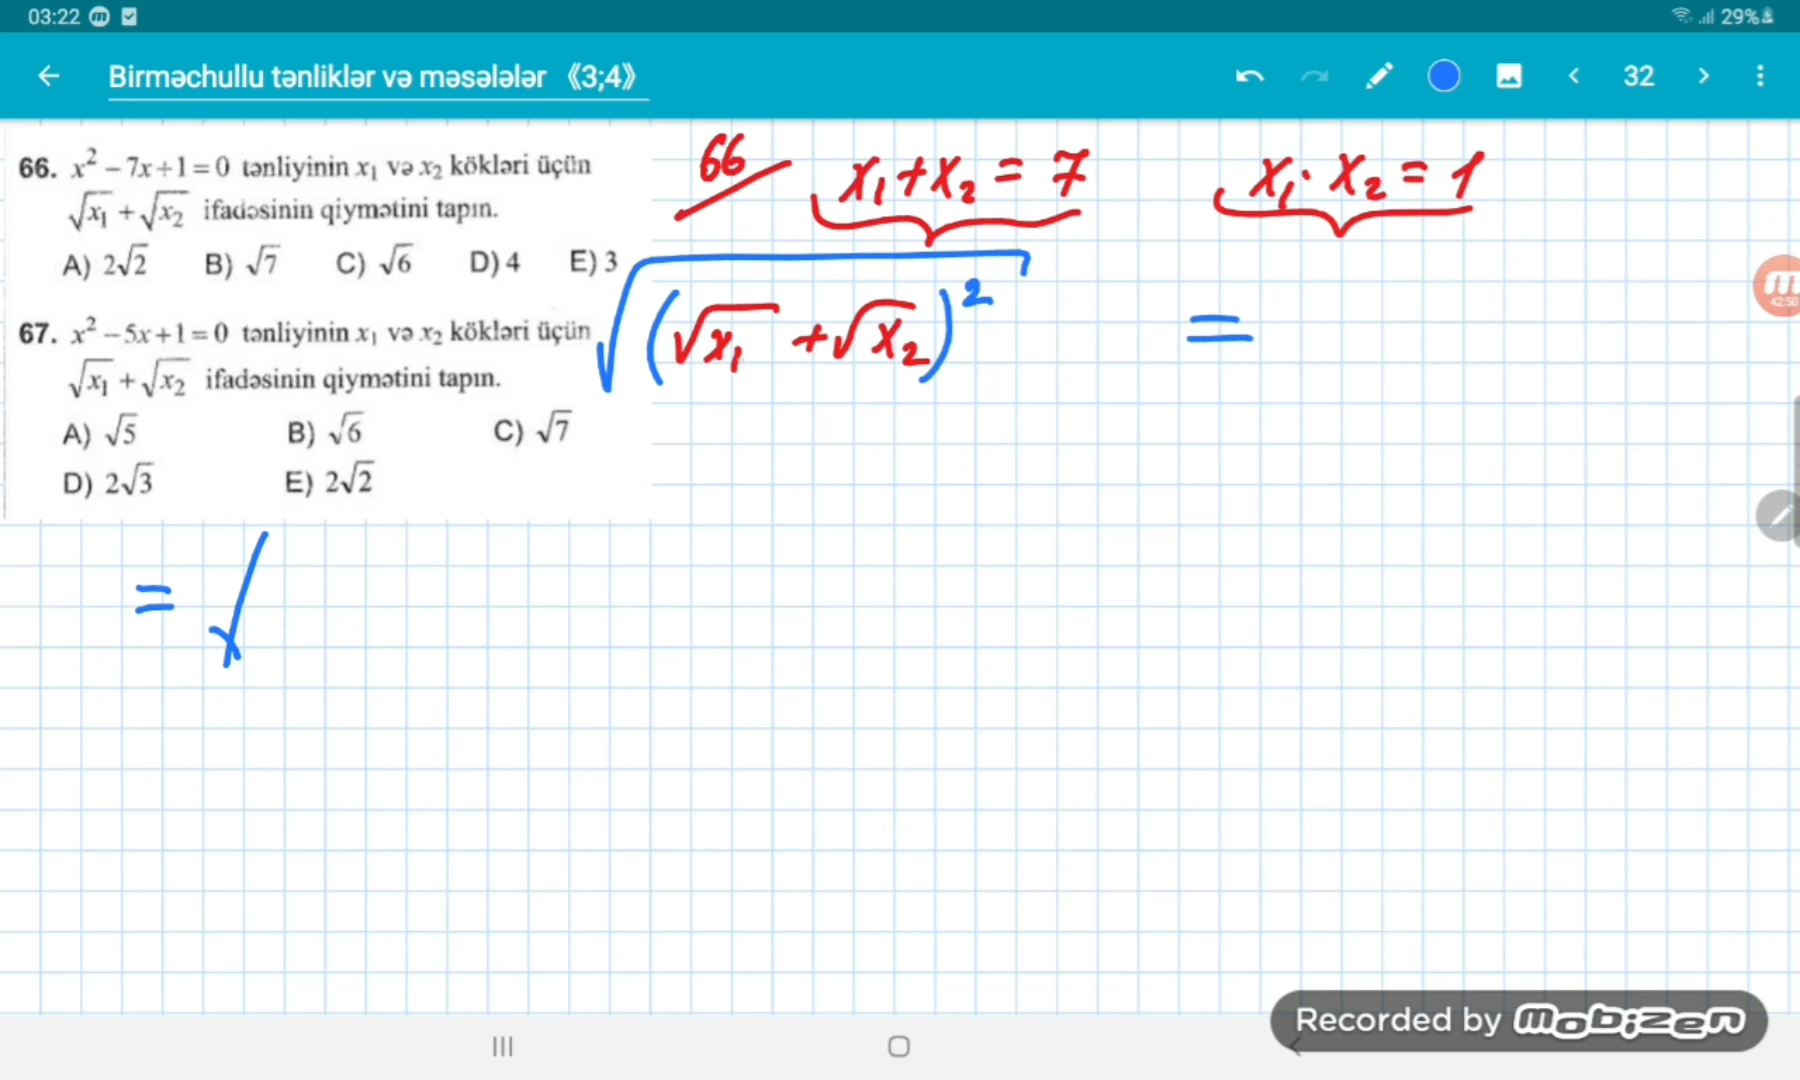 03:22
29%
Birməchullu tənliklər və məsələlər 《3;4》
32
66. x² − 7x + 1 = 0 tənliyinin x₁ və x₂ kökləri üçün
√x₁ + √x₂ ifadəsinin qiymətini tapın.
A) 2√2 B) √7 C) √6 D) 4 E) 3
67. x² − 5x + 1 = 0 tənliyinin x₁ və x₂ kökləri üçün
√x₁ + √x₂ ifadəsinin qiymətini tapın.
A) √5 B) √6 C) √7
D) 2√3 E) 2√2
66 x₁ + x₂ = 7 x₁ · x₂ = 1
√(√x₁ + √x₂)² =
= √
42:50
Recorded by Mobizen